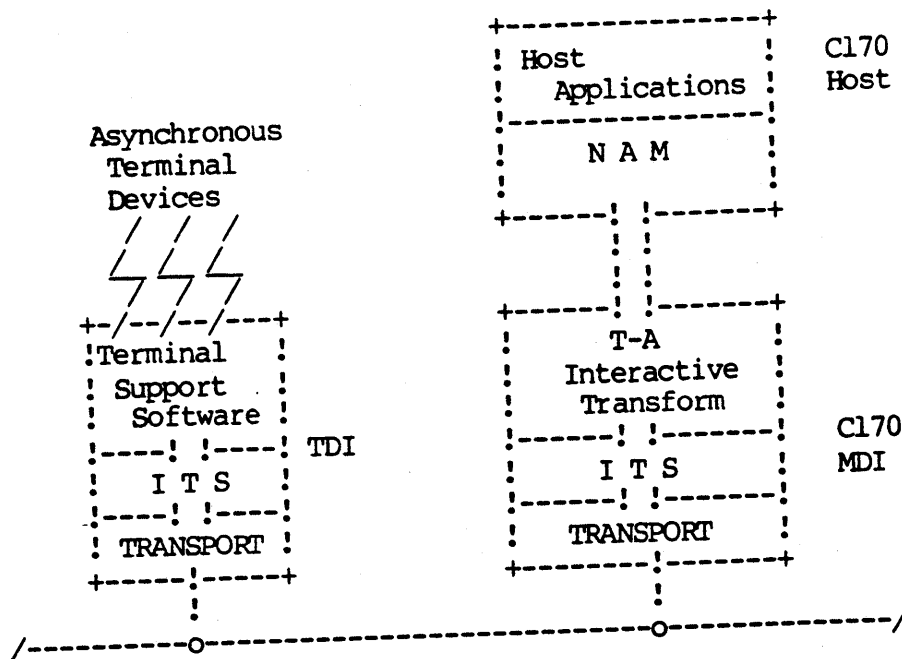 Asynchronous
Terminal
Devices
Terminal
Support
Software
I T S
TRANSPORT
TDI
Host
Applications
N A M
C170
Host
T-A
Interactive
Transform
I T S
TRANSPORT
C170
MDI